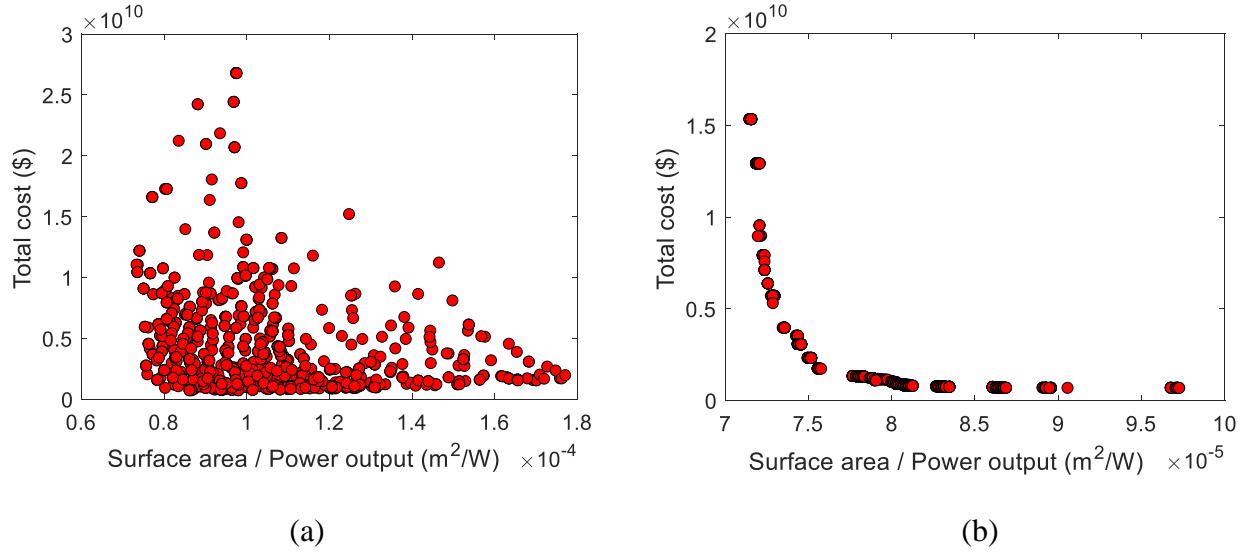 ×10^10
3
2.5
2
1.5
1
0.5
0
Total cost ($)
0.6 0.8 1 1.2 1.4 1.6 1.8
Surface area / Power output (m^2/W) ×10^-4
(a)
×10^10
2
1.5
1
0.5
0
Total cost ($)
7 7.5 8 8.5 9 9.5 10
Surface area / Power output (m^2/W) ×10^-5
(b)